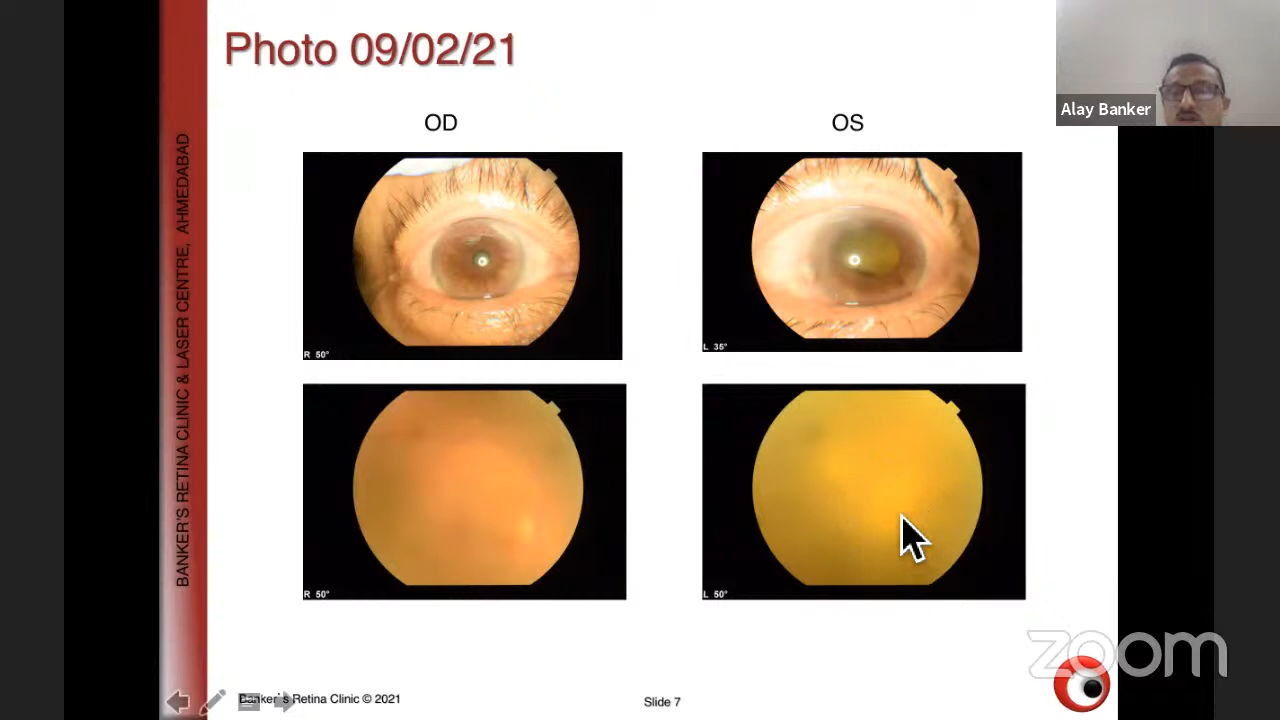 Photo 09/02/21
Alay Banker
OD
OS
BANKER'S RETINA CLINIC & LASER CENTRE, AHMEDABAD
R 50°
L 35°
R 50°
L 50°
zoom
Banker's Retina Clinic © 2021
Slide 7